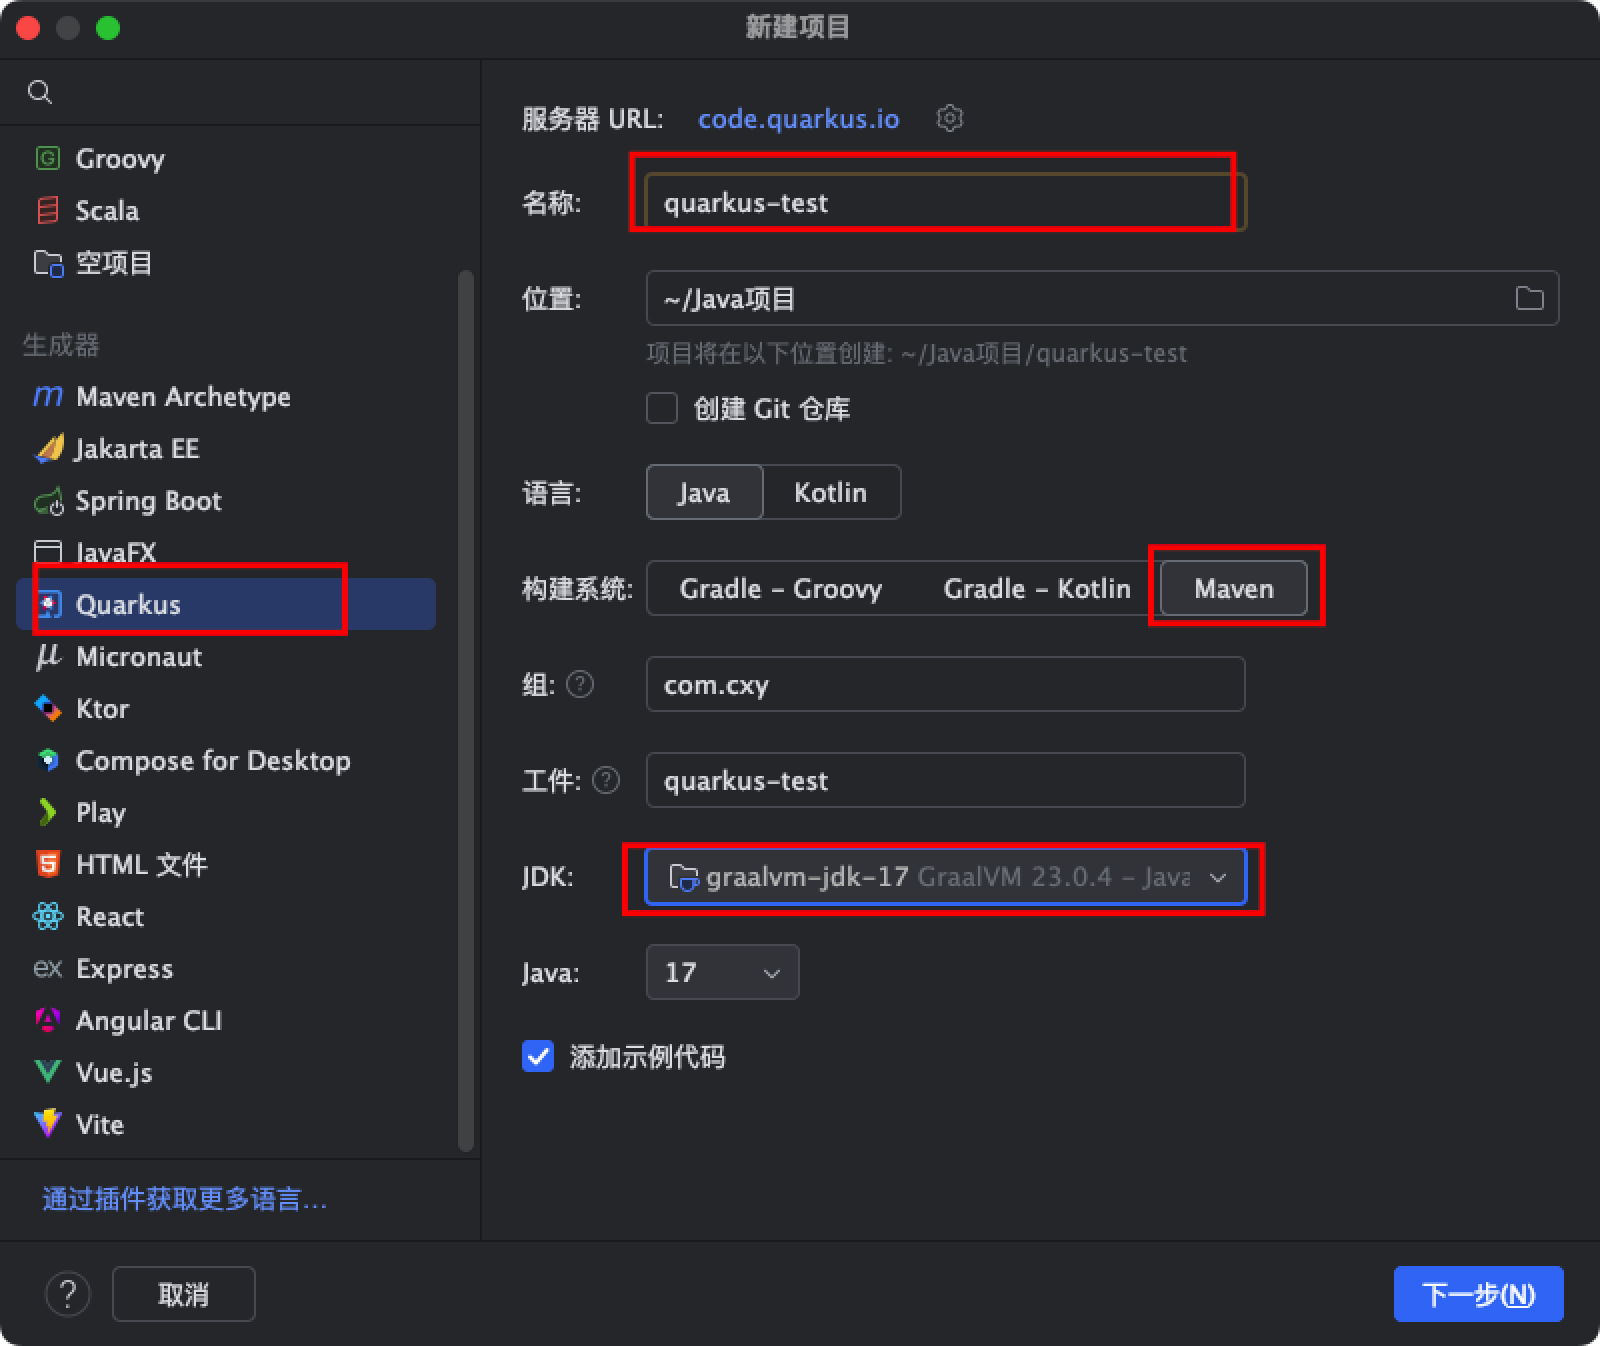 新建项目
Groovy
Scala
空项目
生成器
Maven Archetype
Jakarta EE
Spring Boot
JavaFX
Quarkus
Micronaut
Ktor
Compose for Desktop
Play
HTML 文件
React
ex Express
Angular CLI
Vue.js
Vite
通过插件获取更多语言...
服务器 URL: code.quarkus.io
名称: quarkus-test
位置: ~/Java项目
项目将在以下位置创建: ~/Java项目/quarkus-test
创建 Git 仓库
语言: Java Kotlin
构建系统: Gradle - Groovy Gradle - Kotlin Maven
组: ? com.cxy
工件: ? quarkus-test
JDK: graalvm-jdk-17 GraalVM 23.0.4 - Java
Java: 17
添加示例代码
? 取消 下一步(N)